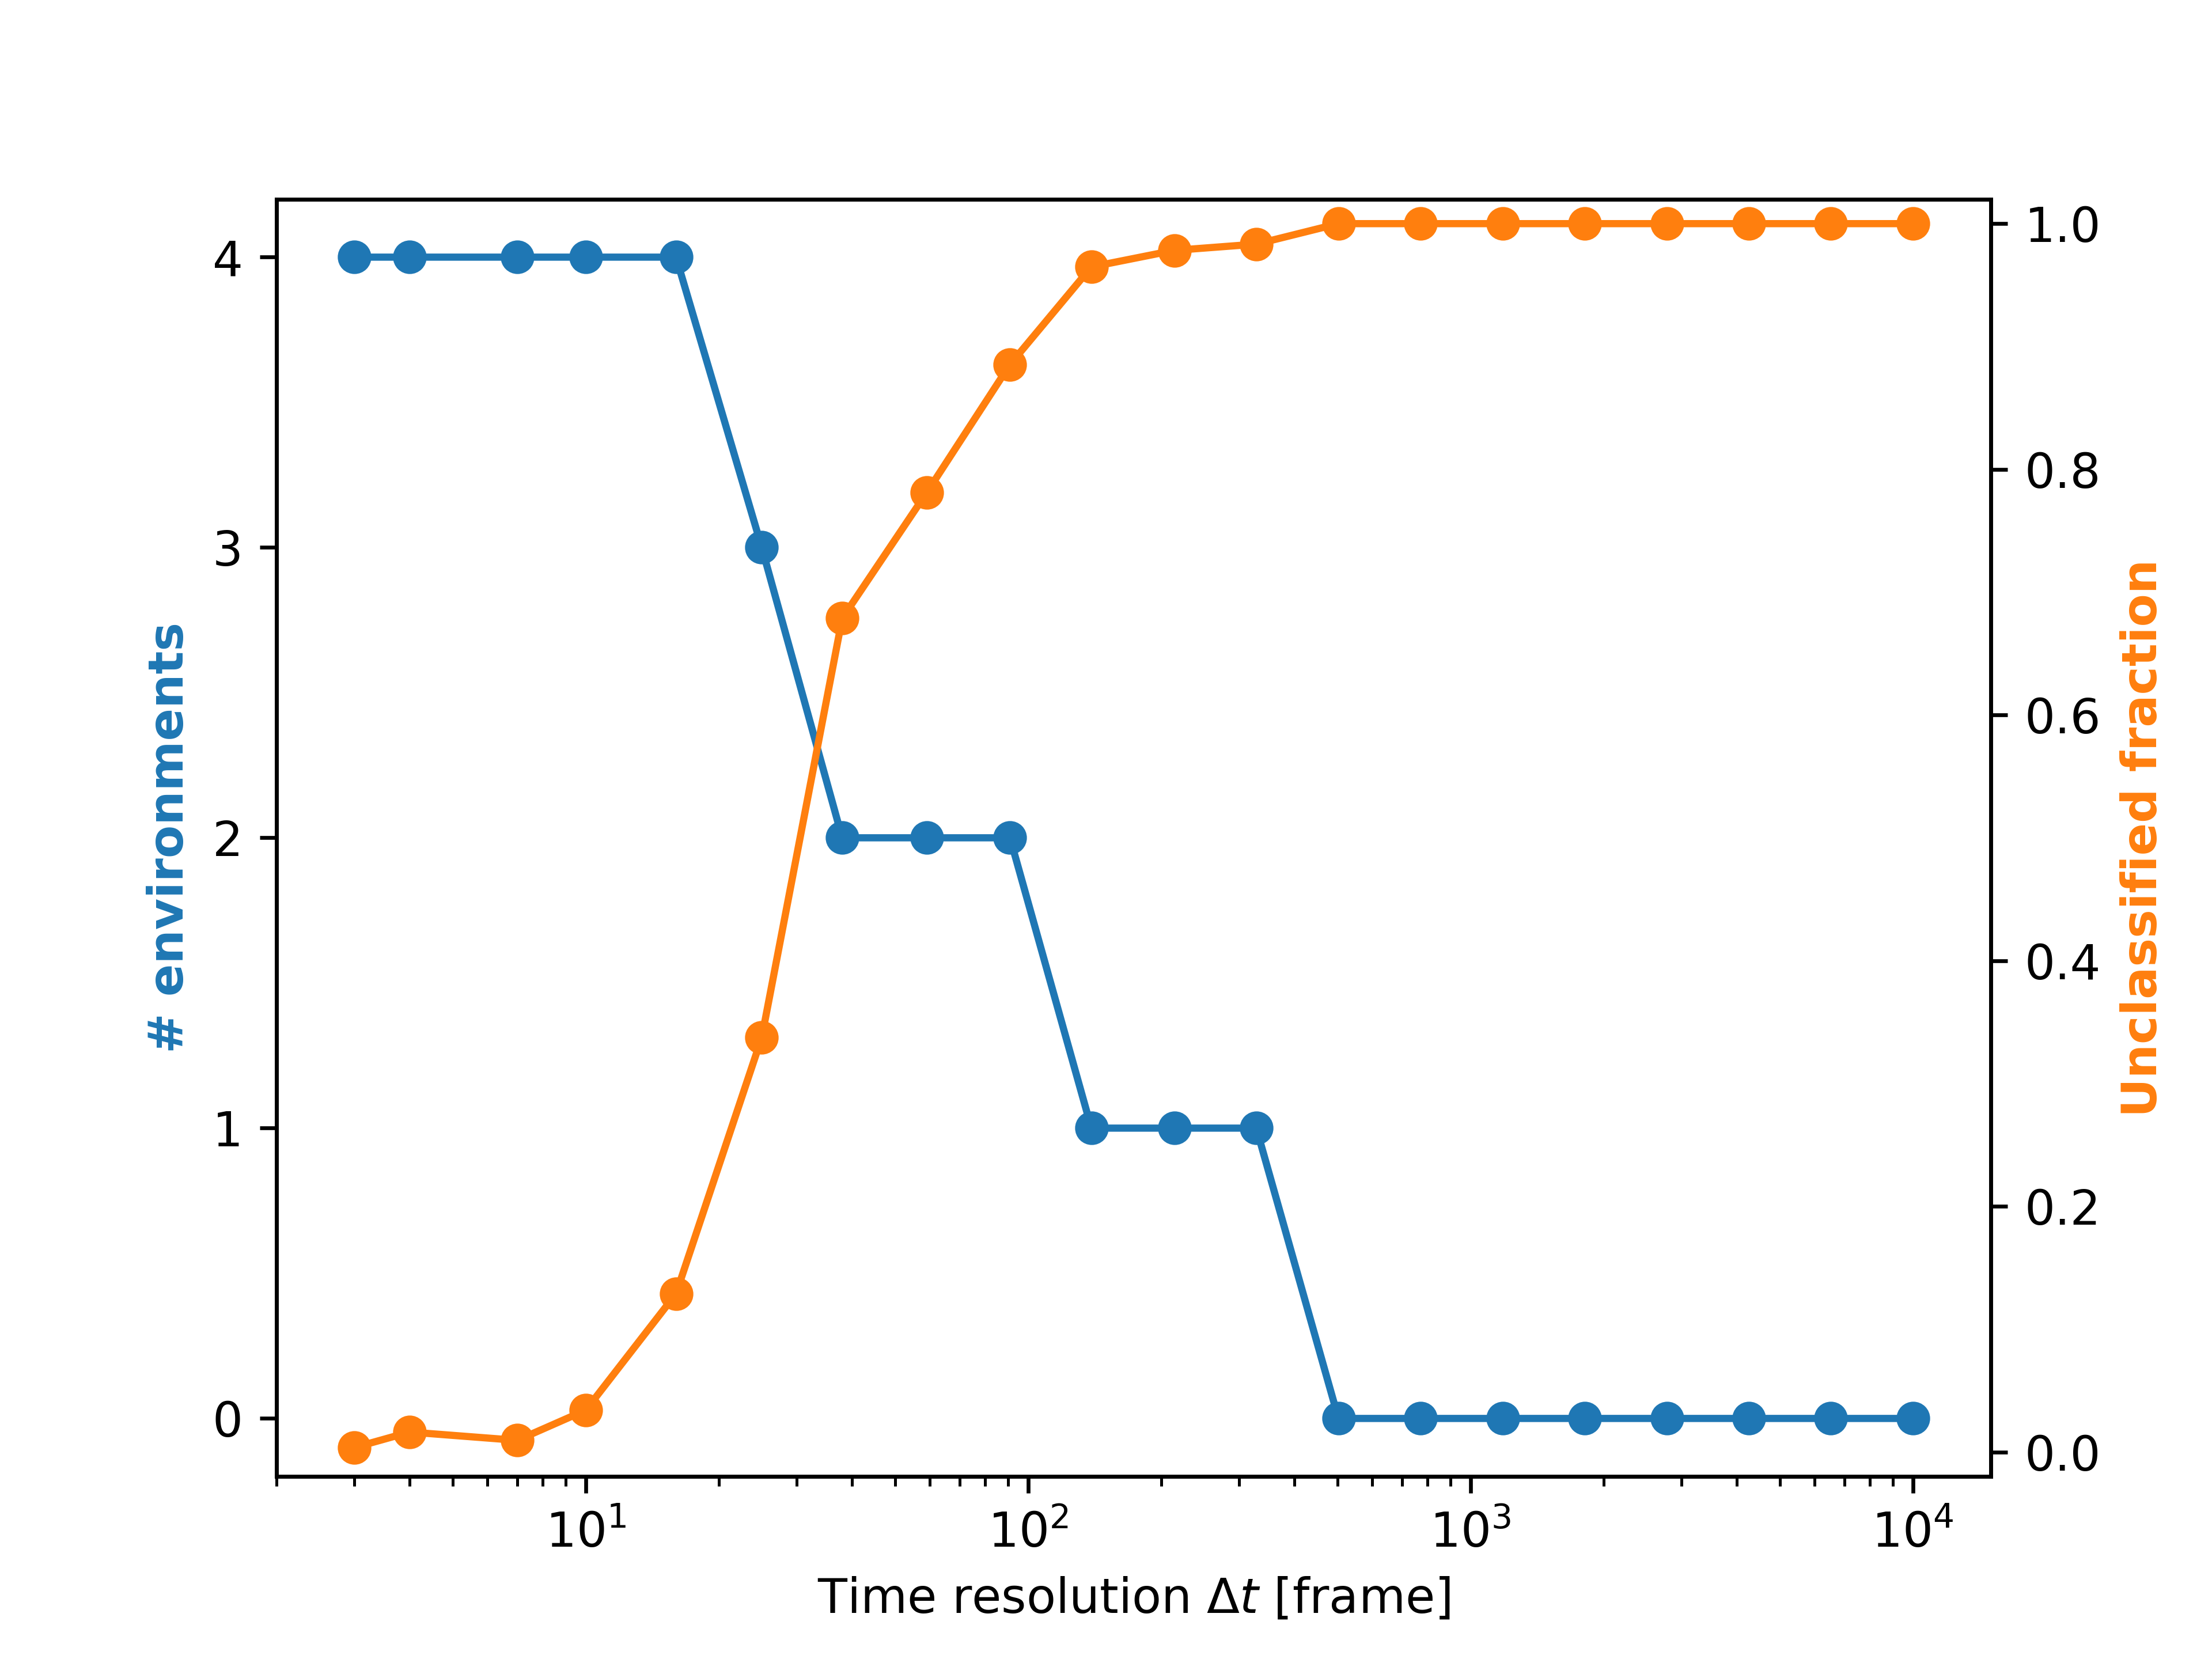 4
3
2
1
0
# environments
1.0
0.8
0.6
0.4
0.2
0.0
Unclassified fraction
10¹ 10² 10³ 10⁴
Time resolution Δt [frame]